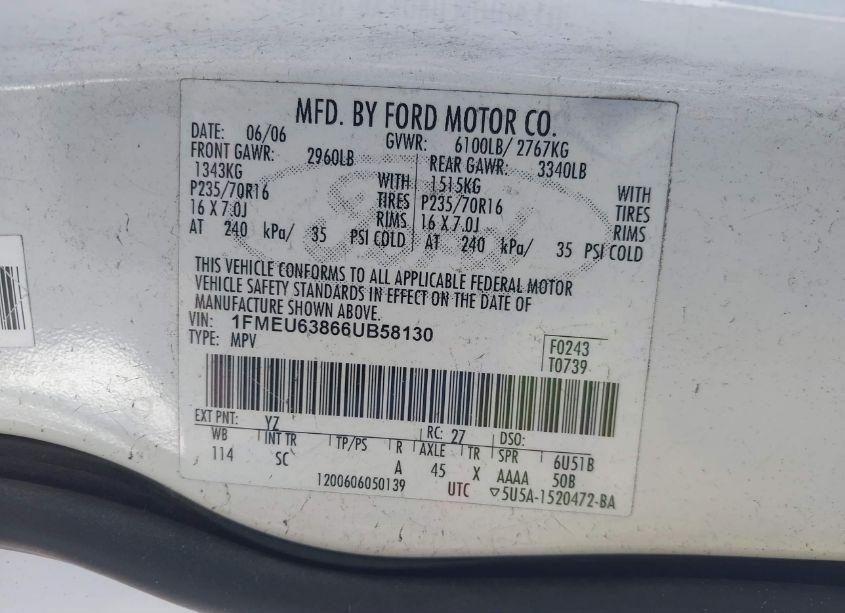 MFD. BY FORD MOTOR CO.
DATE: 06/06 GVWR: 6100LB/ 2767KG
FRONT GAWR: 2960LB REAR GAWR: 3340LB
1343KG WITH 1515KG WITH
P235/70R16 TIRES P235/70R16 TIRES
16 X 7.0J RIMS 16 X 7.0J RIMS
AT 240 kPa/ 35 PSI COLD AT 240 kPa/ 35 PSI COLD
THIS VEHICLE CONFORMS TO ALL APPLICABLE FEDERAL MOTOR
VEHICLE SAFETY STANDARDS IN EFFECT ON THE DATE OF
MANUFACTURE SHOWN ABOVE.
VIN: 1FMEU63866UB58130
TYPE: MPV
F0243
T0739
EXT PNT: YZ RC: 27 DSO:
WB INT TR TP/PS R AXLE TR SPR 6U51B
114 SC A 45 X AAAA 50B
1200606050139 UTC ▽5U5A-1520472-BA